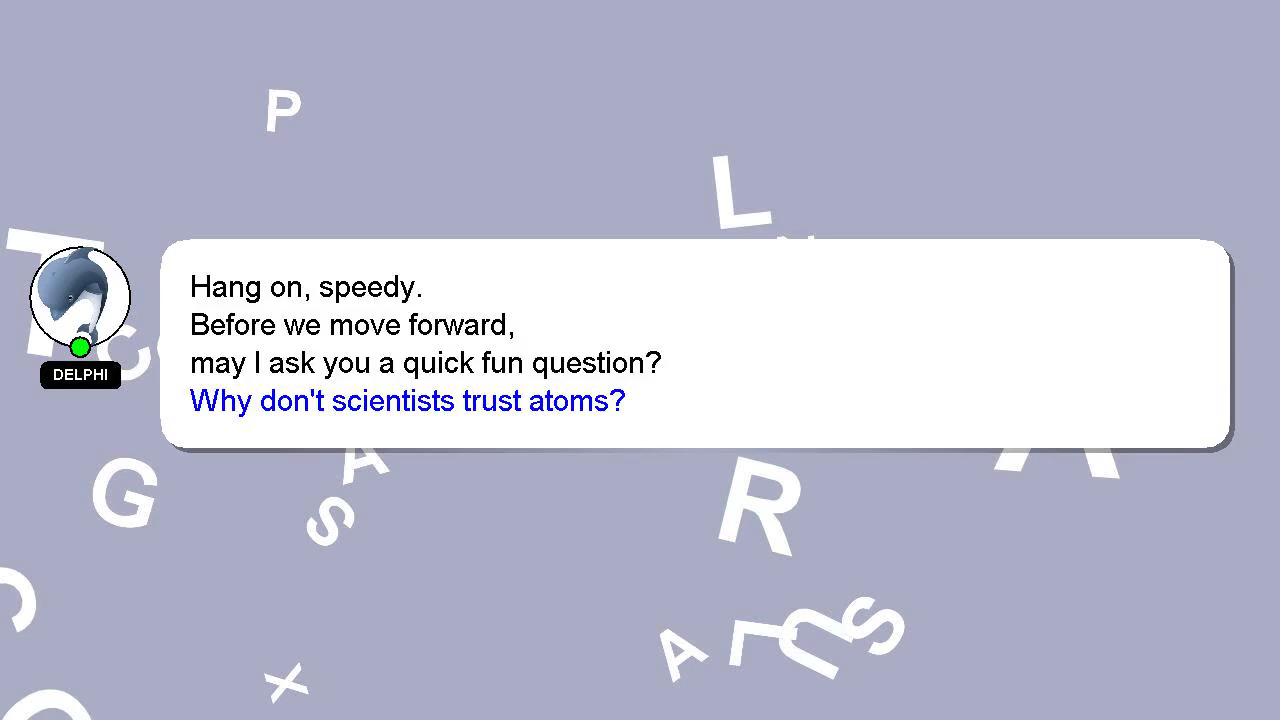 P
L
Hang on, speedy.
Before we move forward,
may I ask you a quick fun question?
Why don't scientists trust atoms?
DELPHI
G
A
S
R
A
L
U
S
X